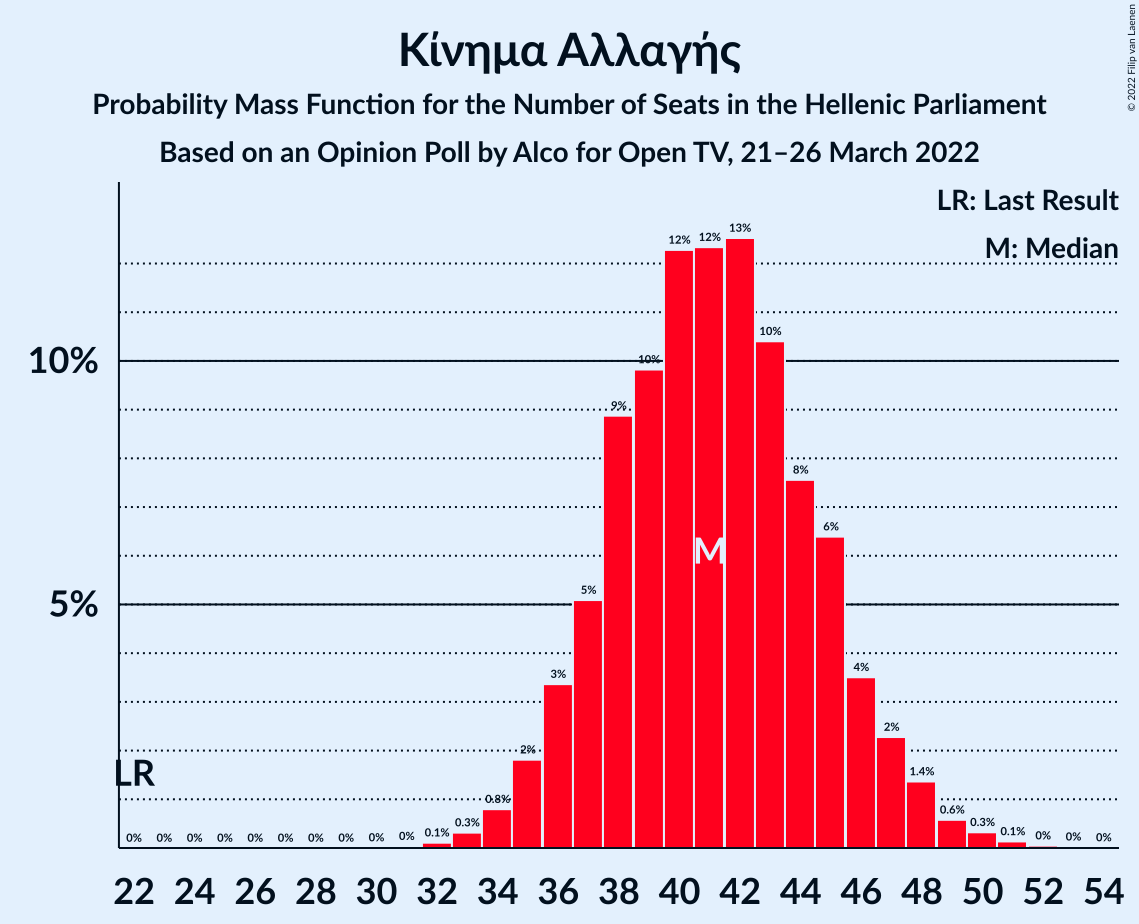 Κίνημα Αλλαγής
Probability Mass Function for the Number of Seats in the Hellenic Parliament
Based on an Opinion Poll by Alco for Open TV, 21–26 March 2022
© 2022 Filip van Laenen
LR: Last Result
M: Median
10%
5%
LR
M
0% 0% 0% 0% 0% 0% 0% 0% 0% 0% 0.1% 0.3% 0.8% 2% 3% 5% 9% 10% 12% 12% 13% 10% 8% 6% 4% 2% 1.4% 0.6% 0.3% 0.1% 0% 0% 0%
22 24 26 28 30 32 34 36 38 40 42 44 46 48 50 52 54